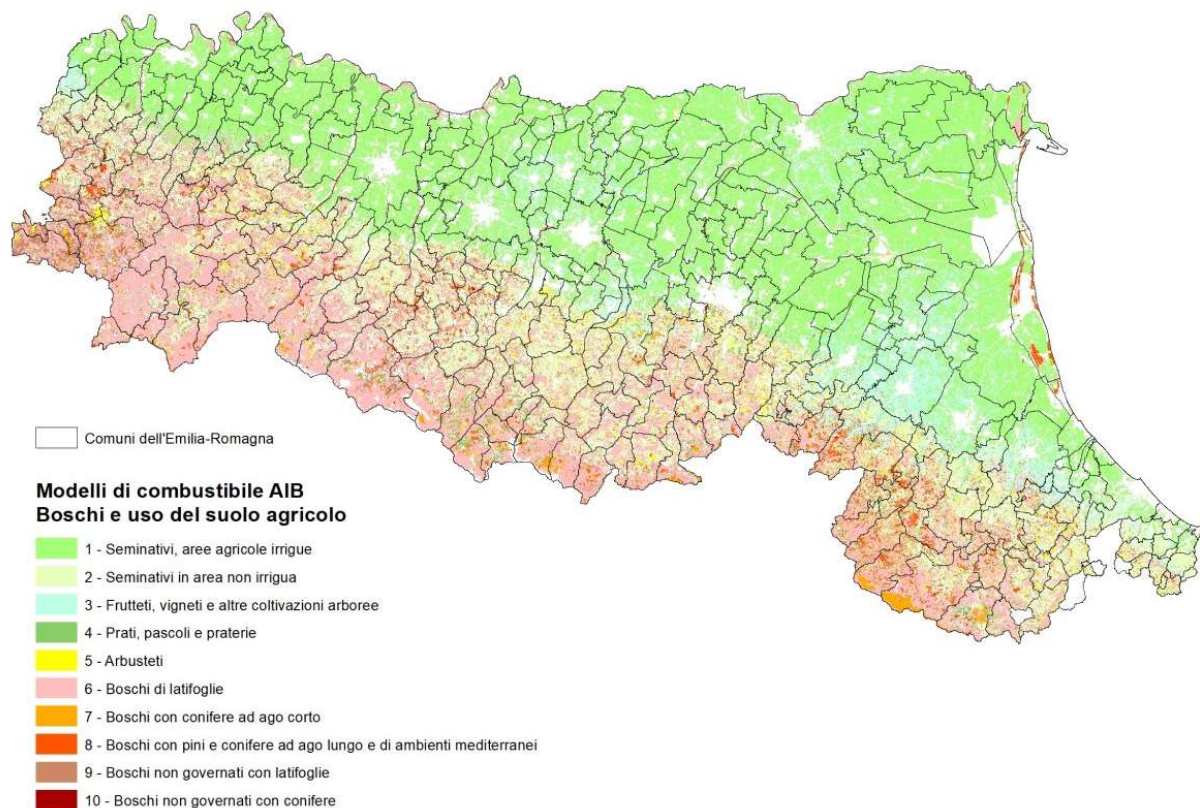 Comuni dell'Emilia-Romagna
Modelli di combustibile AIB
Boschi e uso del suolo agricolo
1 - Seminativi, aree agricole irrigue
2 - Seminativi in area non irrigua
3 - Frutteti, vigneti e altre coltivazioni arboree
4 - Prati, pascoli e praterie
5 - Arbusteti
6 - Boschi di latifoglie
7 - Boschi con conifere ad ago corto
8 - Boschi con pini e conifere ad ago lungo e di ambienti mediterranei
9 - Boschi non governati con latifoglie
10 - Boschi non governati con conifere